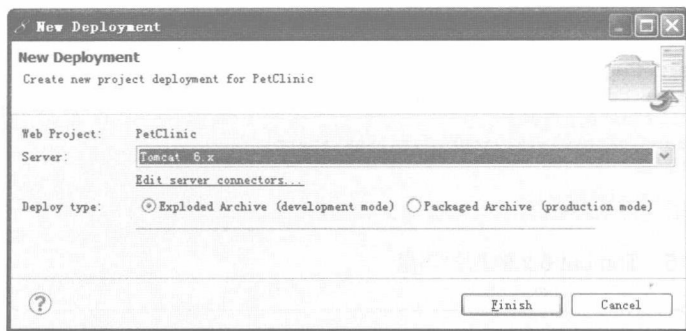 New Deployment
New Deployment
Create new project deployment for PetClinic
Web Project: PetClinic
Server: Tomcat 6.x
Edit server connectors...
Deploy type: Exploded Archive (development mode) Packaged Archive (production mode)
?
Finish Cancel